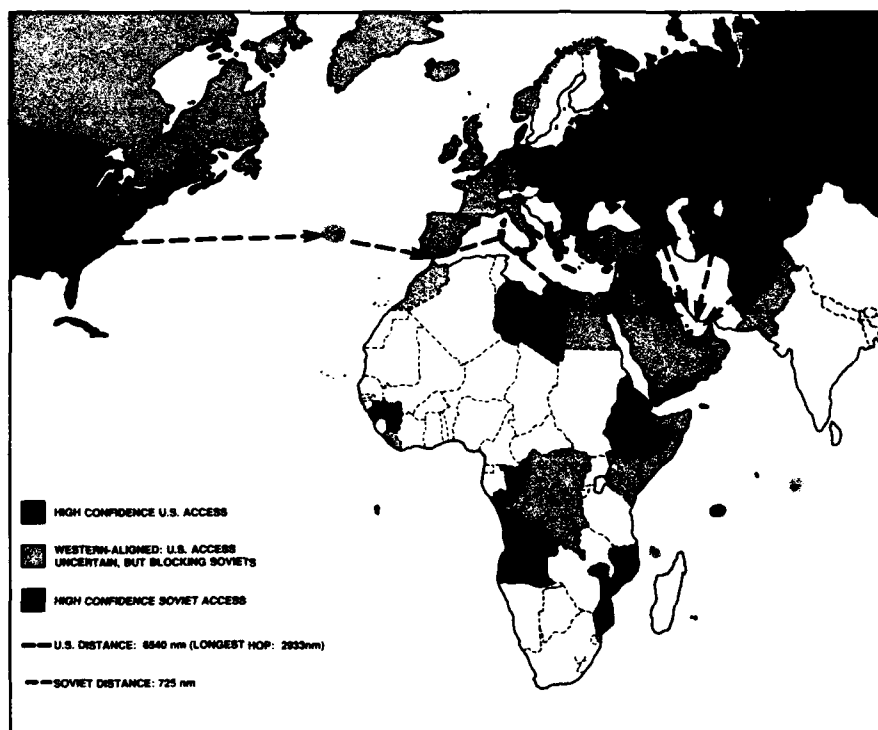 HIGH CONFIDENCE U.S. ACCESS
WESTERN-ALIGNED: U.S. ACCESS
UNCERTAIN, BUT BLOCKING SOVIETS
HIGH CONFIDENCE SOVIET ACCESS
U.S. DISTANCE: 6540 nm (LONGEST HOP: 2933nm)
SOVIET DISTANCE: 725 nm